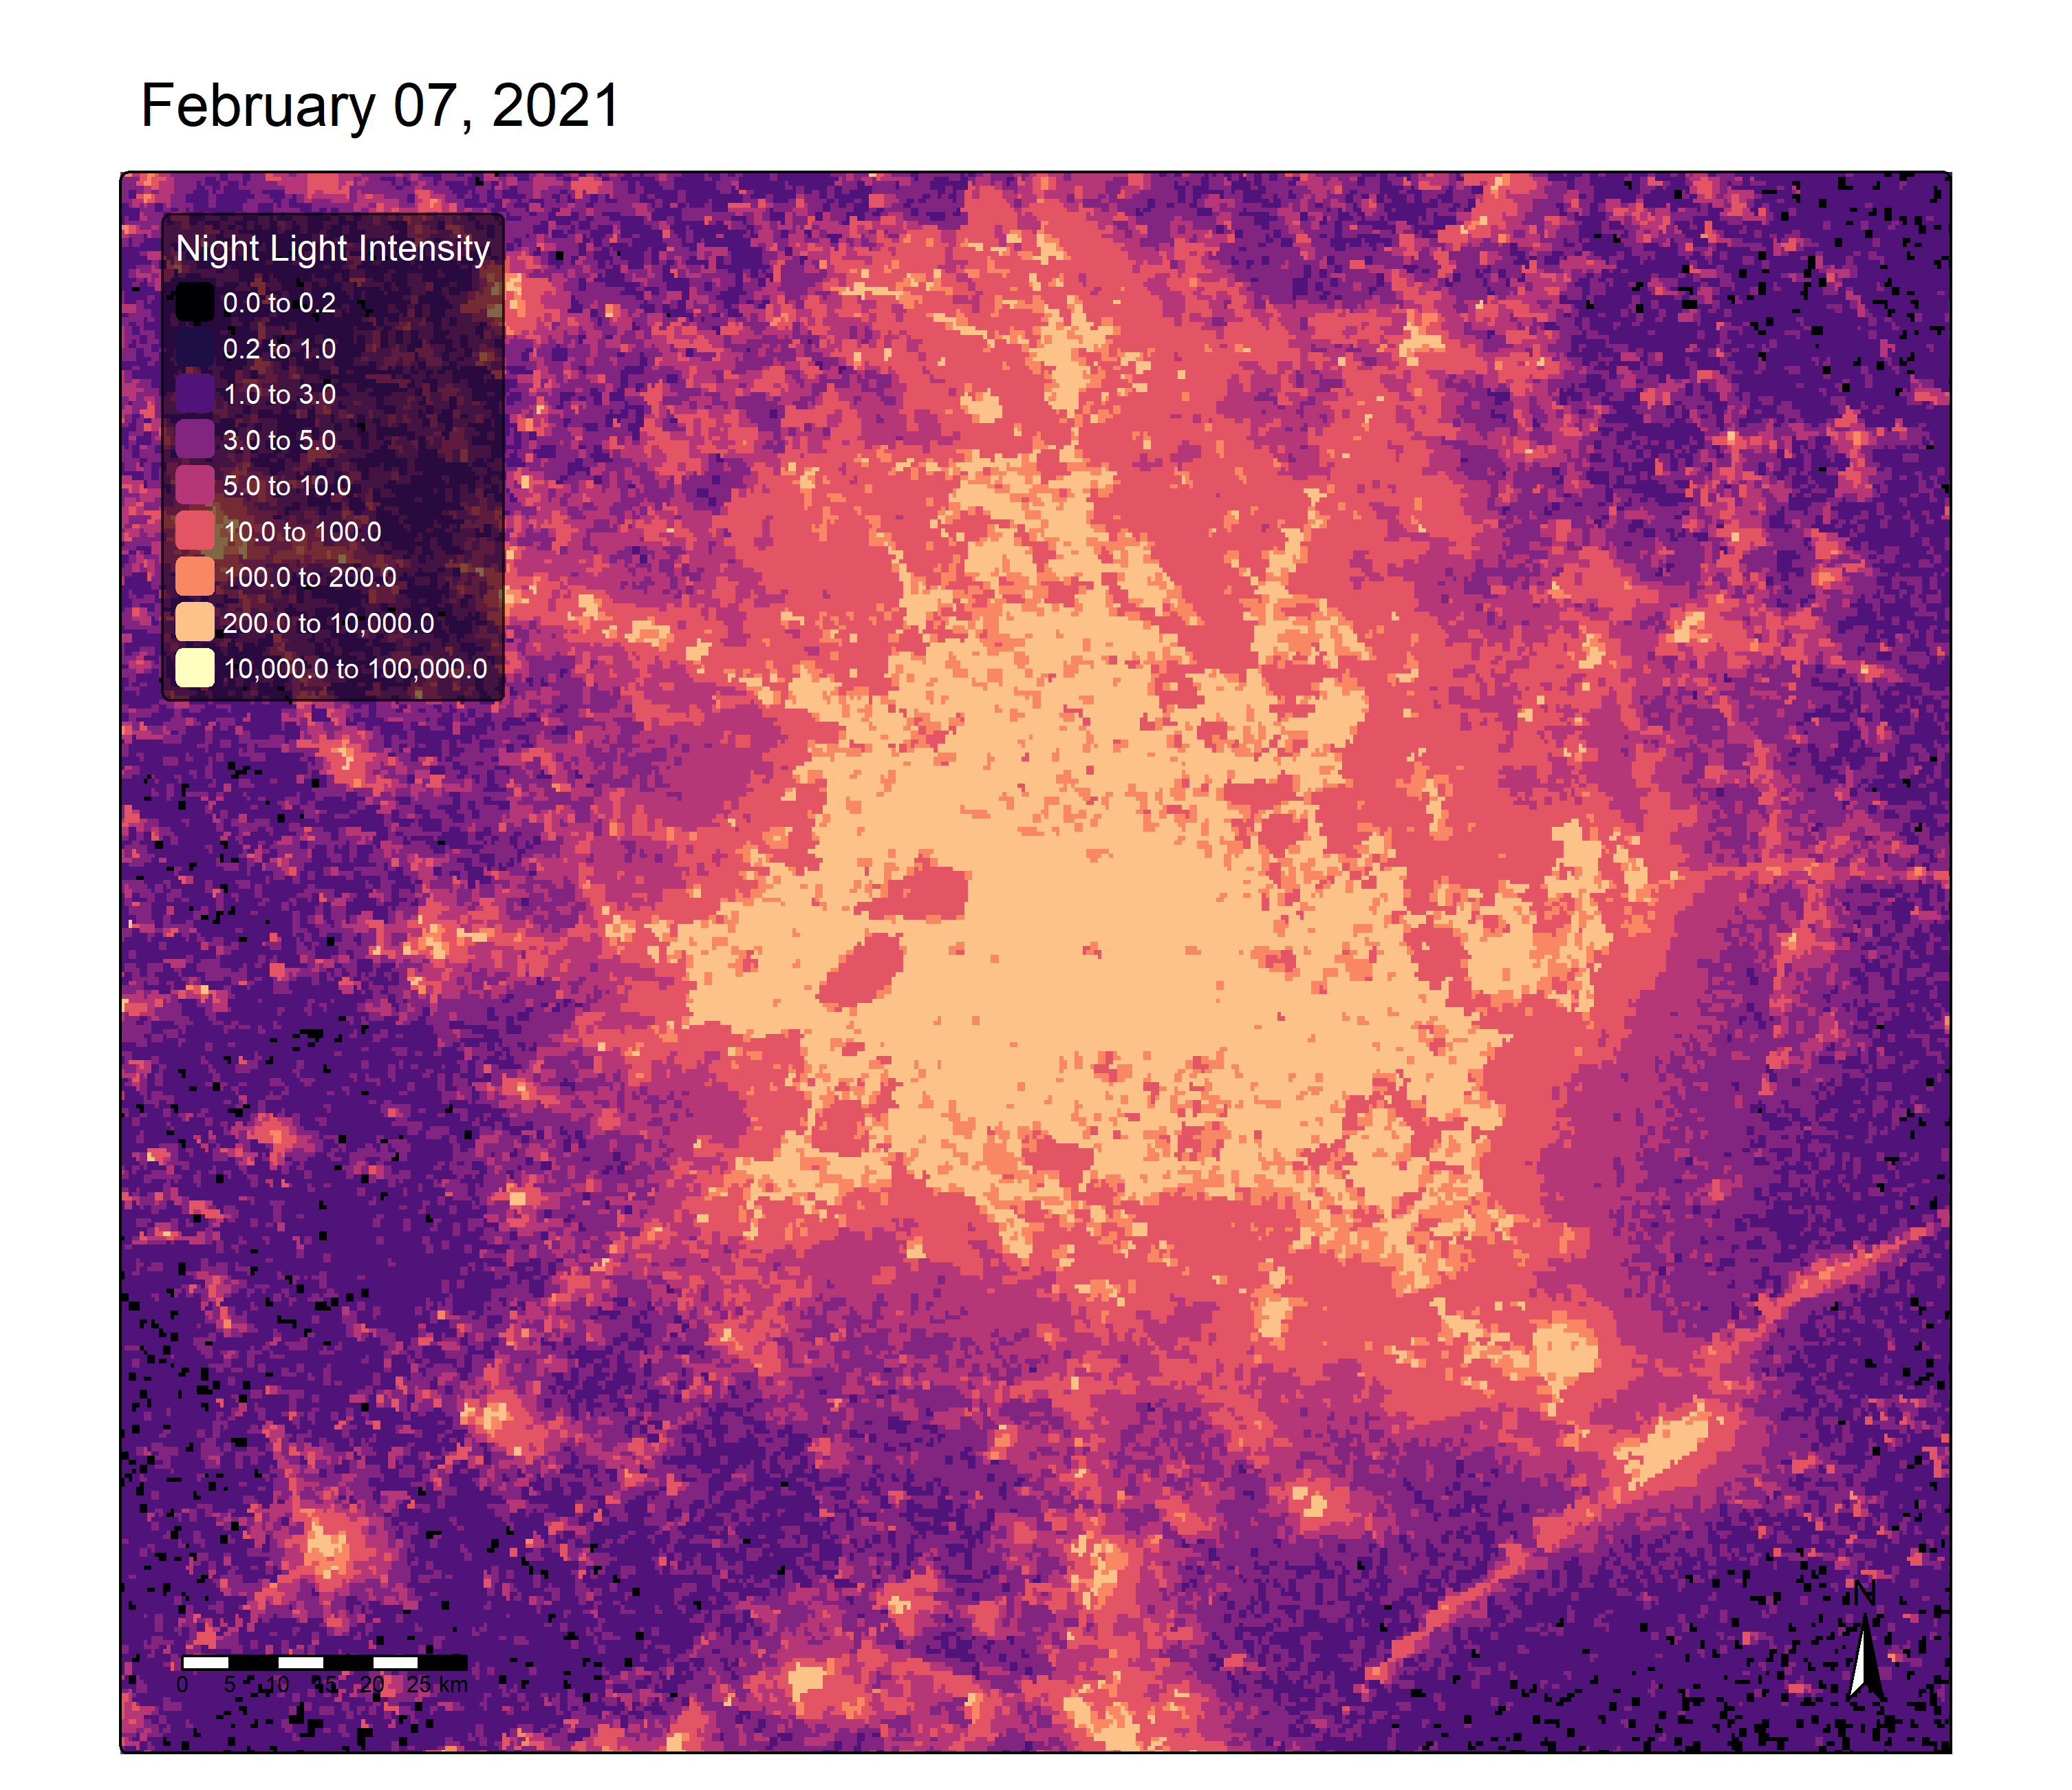 February 07, 2021
Night Light Intensity
0.0 to 0.2
0.2 to 1.0
1.0 to 3.0
3.0 to 5.0
5.0 to 10.0
10.0 to 100.0
100.0 to 200.0
200.0 to 10,000.0
10,000.0 to 100,000.0
N
0 5 10 15 20 25 km